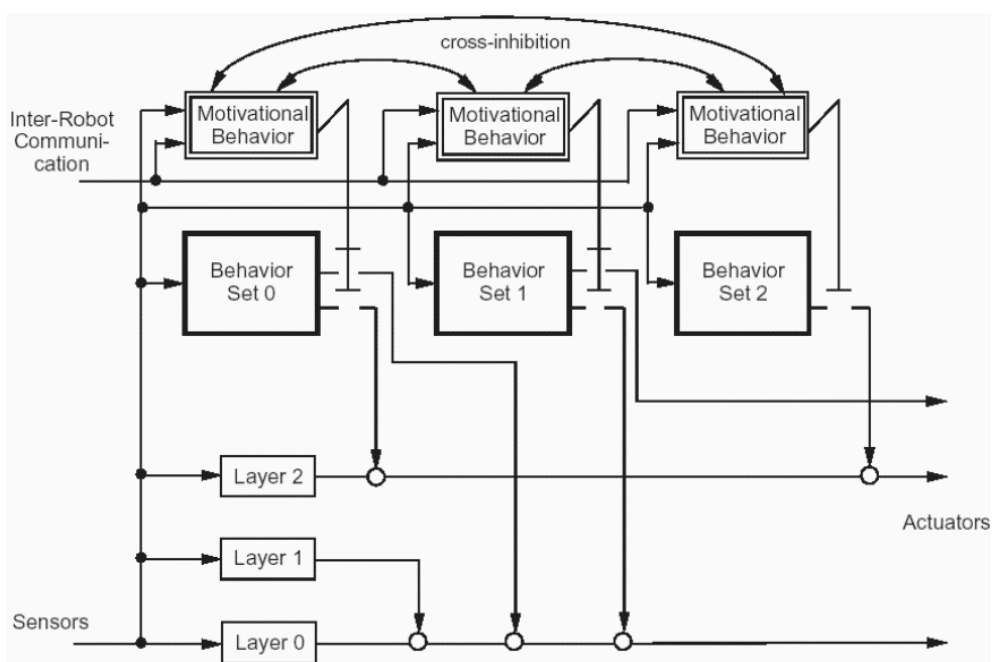 cross-inhibition
Inter-Robot
Communi-
cation
Motivational
Behavior
Motivational
Behavior
Motivational
Behavior
Behavior
Set 0
Behavior
Set 1
Behavior
Set 2
Layer 2
Actuators
Layer 1
Sensors
Layer 0